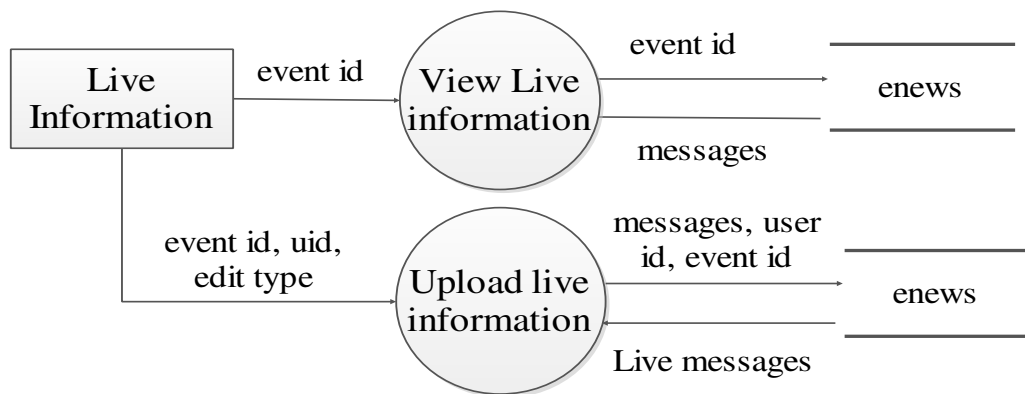 Live
Information
event id
View Live
information
event id
messages
enews
event id, uid,
edit type
Upload live
information
messages, user
id, event id
Live messages
enews